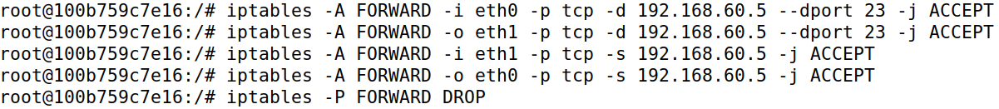 root@100b759c7e16:/# iptables -A FORWARD -i eth0 -p tcp -d 192.168.60.5 --dport 23 -j ACCEPT
root@100b759c7e16:/# iptables -A FORWARD -o eth1 -p tcp -d 192.168.60.5 --dport 23 -j ACCEPT
root@100b759c7e16:/# iptables -A FORWARD -i eth1 -p tcp -s 192.168.60.5 -j ACCEPT
root@100b759c7e16:/# iptables -A FORWARD -o eth0 -p tcp -s 192.168.60.5 -j ACCEPT
root@100b759c7e16:/# iptables -P FORWARD DROP